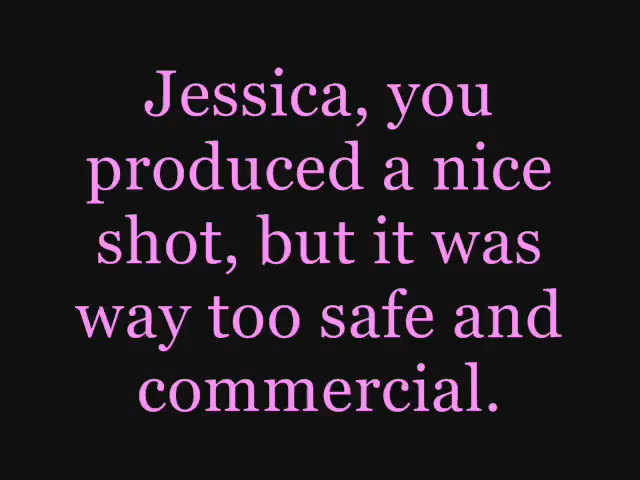 Jessica, you
produced a nice
shot, but it was
way too safe and
commercial.